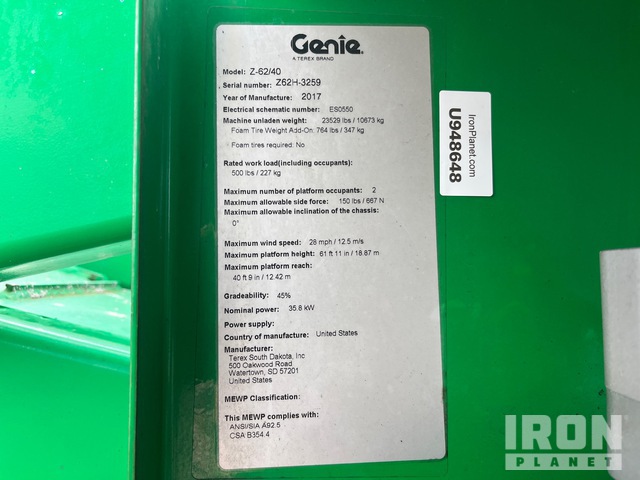 Genie.
A TEREX BRAND
Model: Z-62/40
Serial number: Z62H-3259
Year of Manufacture: 2017
Electrical schematic number: ES0550
Machine unladen weight: 23529 lbs / 10673 kg
Foam Tire Weight Add-On: 764 lbs / 347 kg
Foam tires required: No
Rated work load(including occupants):
500 lbs / 227 kg
Maximum number of platform occupants: 2
Maximum allowable side force: 150 lbs / 667 N
Maximum allowable inclination of the chassis:
0°
Maximum wind speed: 28 mph / 12.5 m/s
Maximum platform height: 61 ft 11 in / 18.87 m
Maximum platform reach:
40 ft 9 in / 12.42 m
Gradeability: 45%
Nominal power: 35.8 kW
Power supply:
Country of manufacture: United States
Manufacturer:
Terex South Dakota, Inc
500 Oakwood Road
Watertown, SD 57201
United States
MEWP Classification:
This MEWP complies with:
ANSI/SIA A92.5
CSA B354.4
IronPlanet.com
U948648
IRON
PLANET